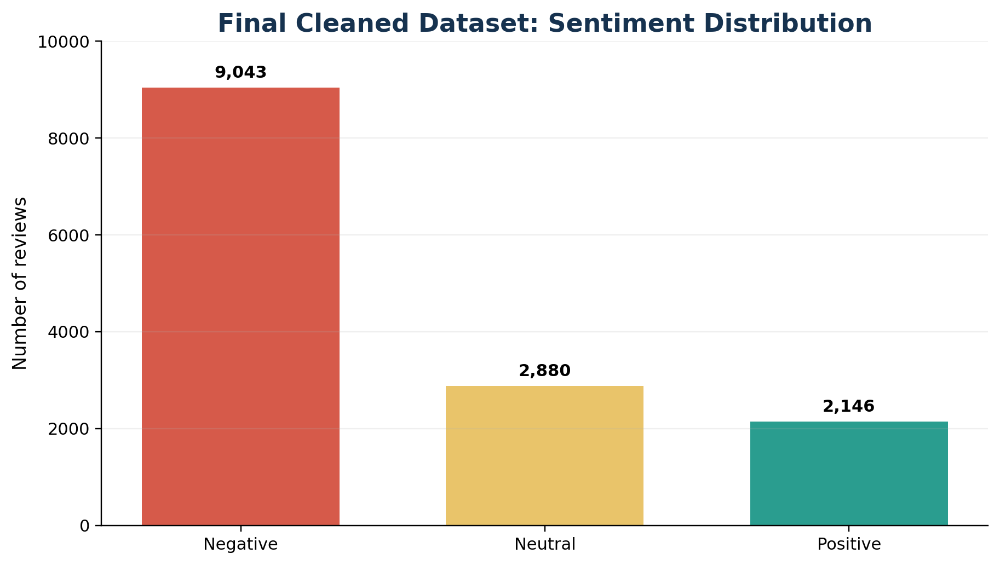 Final Cleaned Dataset: Sentiment Distribution
10000
8000
6000
4000
2000
0
Number of reviews
9,043
2,880
2,146
Negative
Neutral
Positive